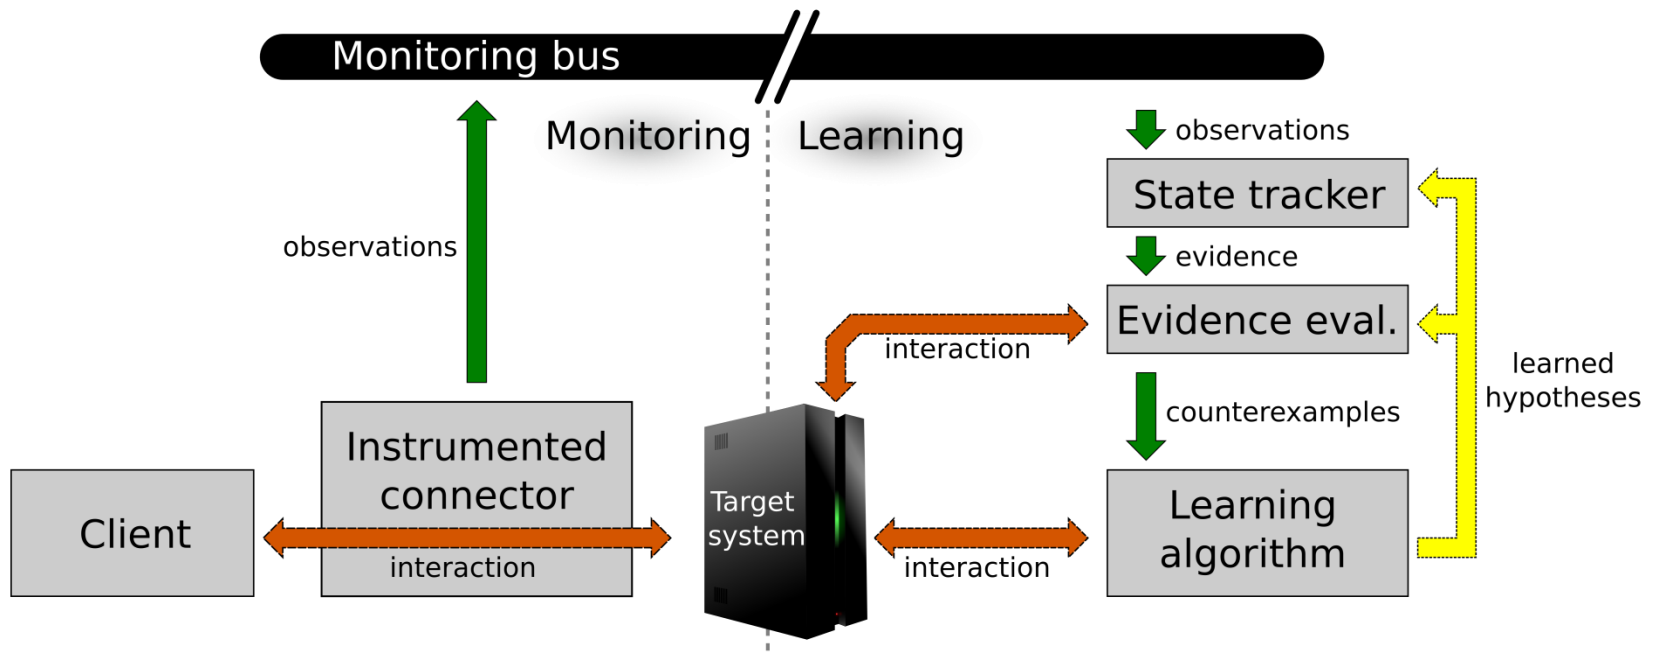 Monitoring bus
Monitoring
Learning
observations
State tracker
observations
evidence
Evidence eval.
interaction
learned
hypotheses
counterexamples
Instrumented
connector
Client
interaction
Target
system
interaction
Learning
algorithm